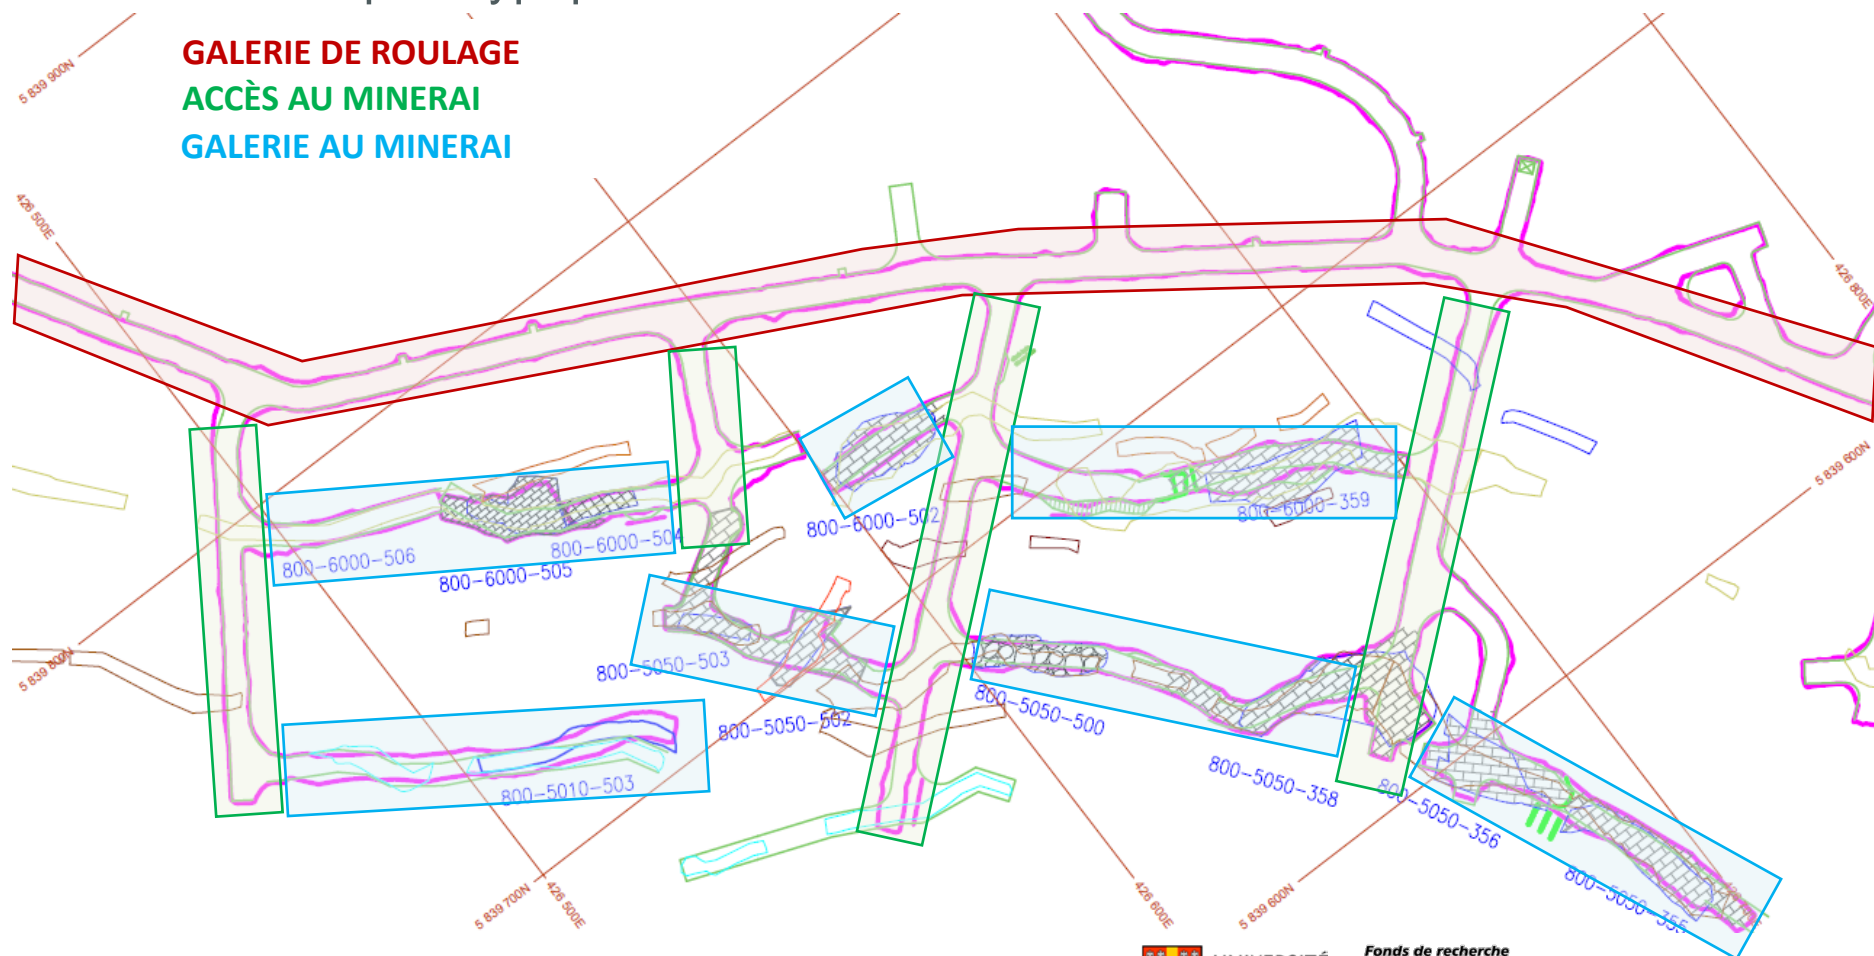 GALERIE DE ROULAGE
ACCÈS AU MINERAI
GALERIE AU MINERAI
5 839 900N
426 500E
426 800E
5 839 600N
800-6000-502
800-6000-359
800-6000-506
800-6000-504
800-6000-505
5 839 800N
800-5050-503
800-5050-502
800-5050-500
800-5050-358
800-5010-503
800-5050-356
800-5050-355
5 839 700N
426 500E
426 600E
5 839 600N
UNIVERSITÉ
Fonds de recherche